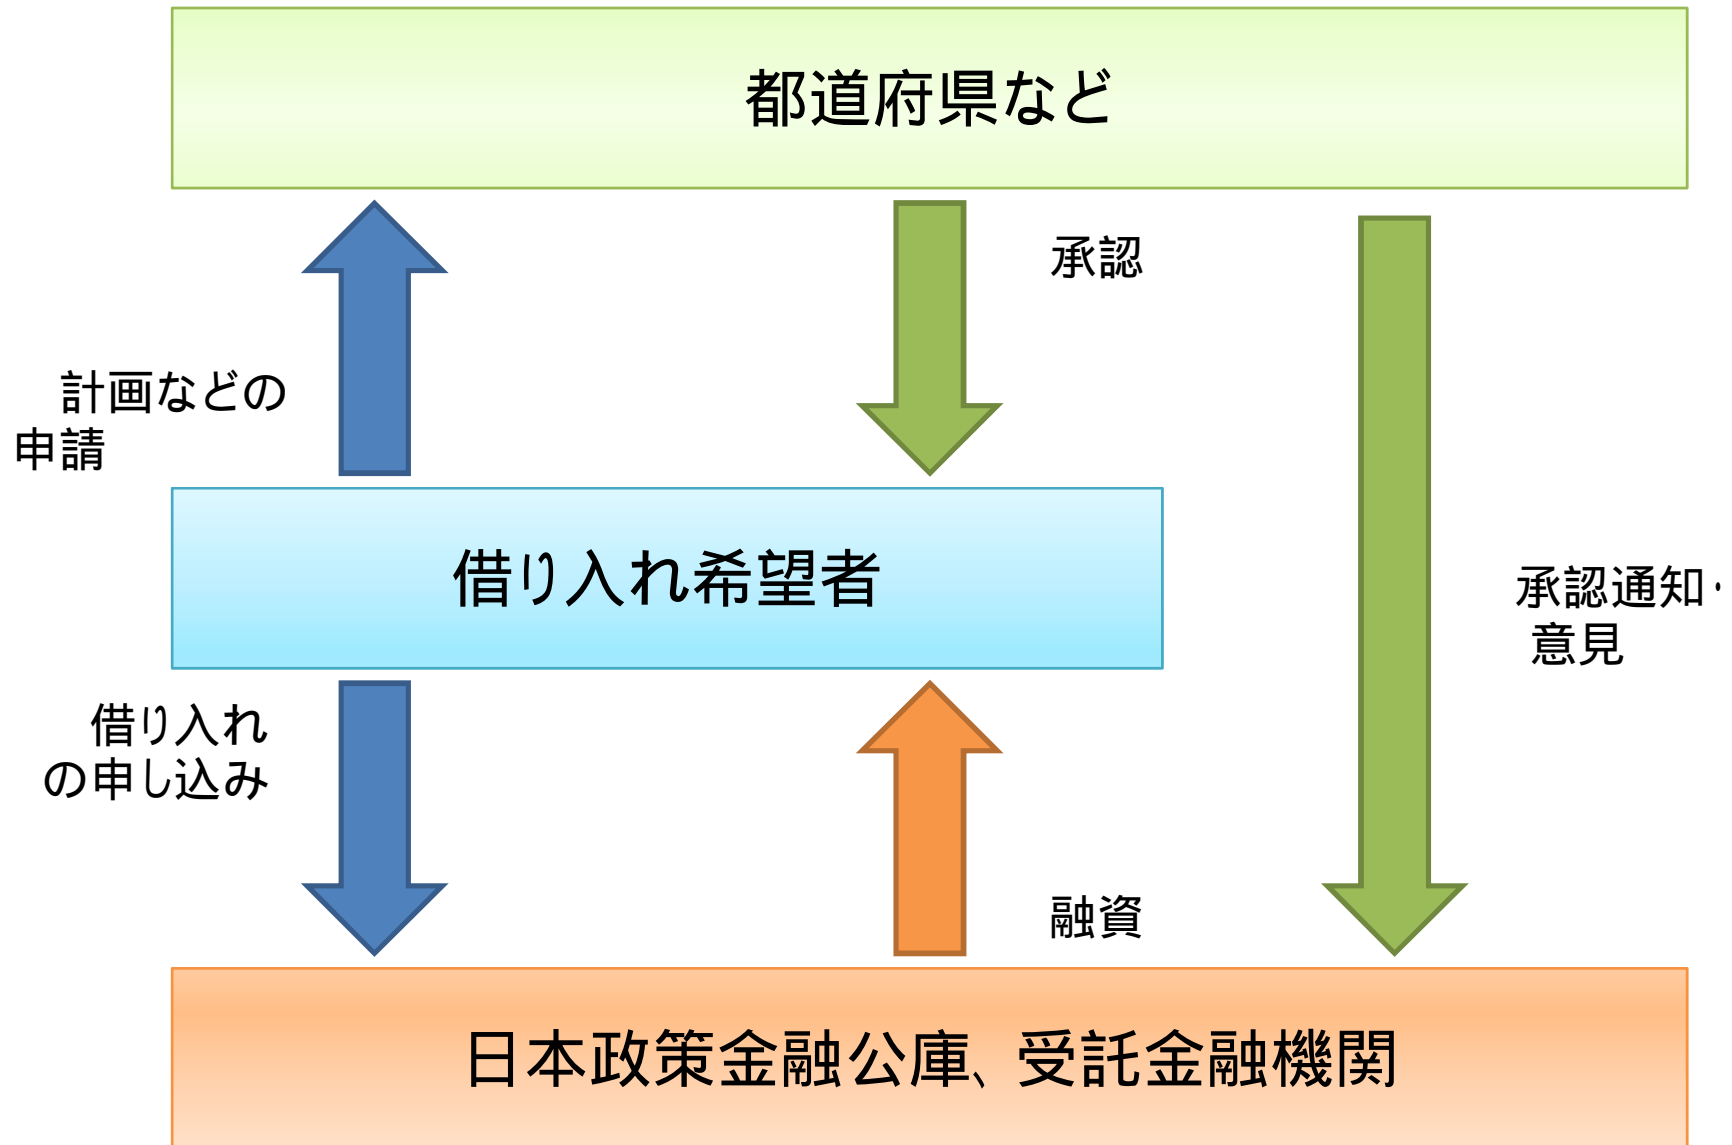 都道府県など
承認
計画などの
申請
借り入れ希望者
承認通知・
意見
借り入れ
の申し込み
融資
日本政策金融公庫、受託金融機関